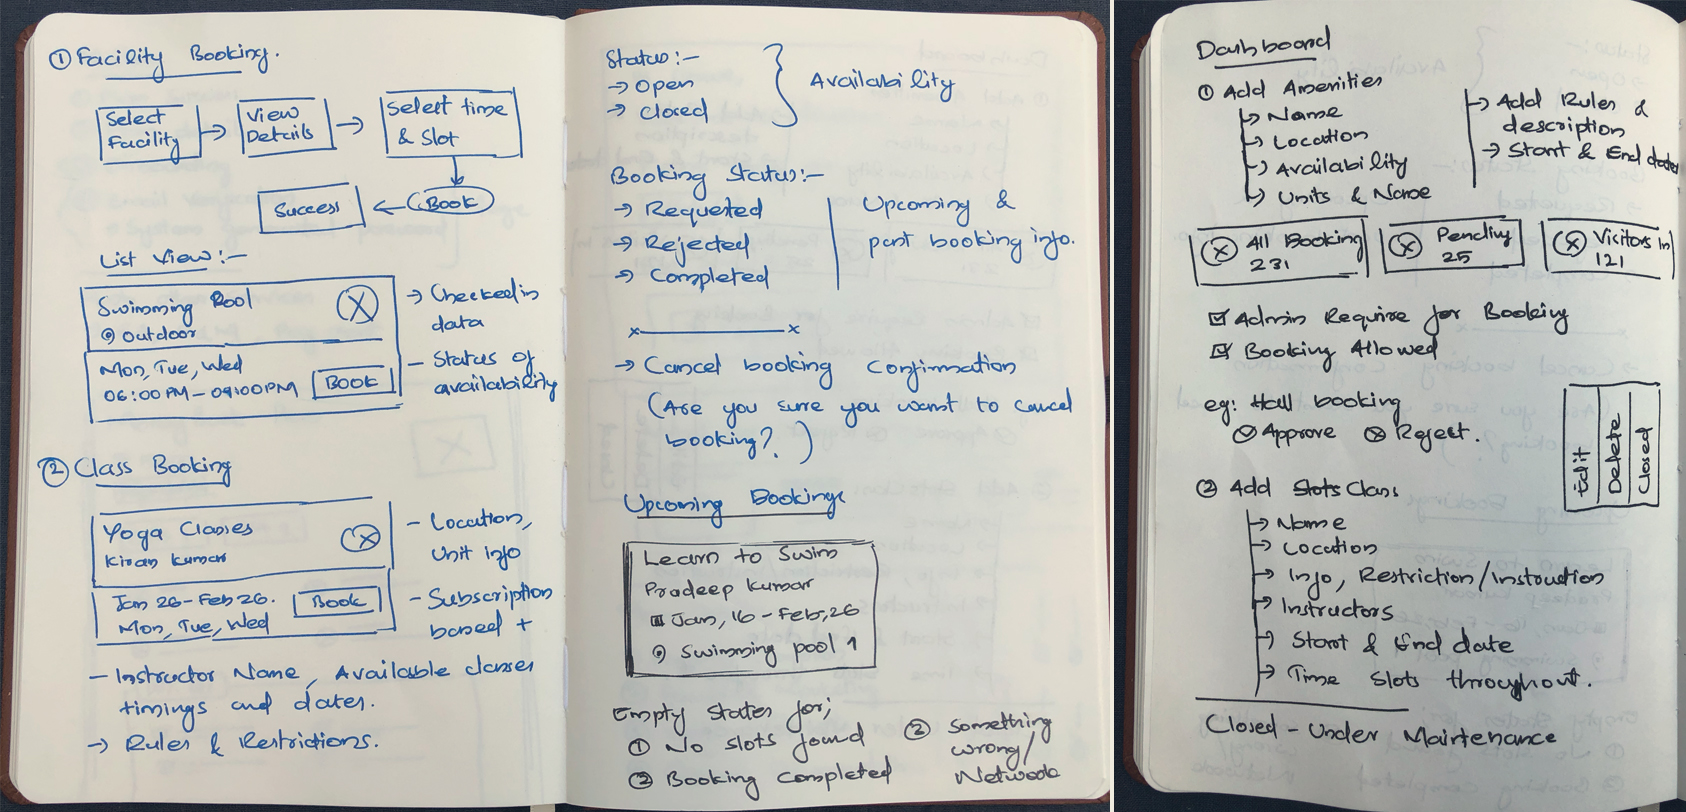 ① Facility Booking.
Select Facility → View Details → Select time & Slot
Success ← Book
List View:-
Swimming Pool
Outdoor
Mon, Tue, Wed
06:00 PM - 09:00 PM Book
→ Checked in data
- Status of availability
② Class Booking
Yoga Classes
Kiran Kumar
Jan 26 - Feb 26. Book
Mon, Tue, Wed
- Location, Unit info
- Subscription based +
- Instructor Name, Available classes
timings and dates.
→ Rules & Restrictions.
Status:-
→ Open
→ Closed
Availability
Booking Status:-
→ Requested
→ Rejected
→ Completed
Upcoming &
past booking info.
x———x
→ Cancel booking Confirmation
(Are you sure you want to cancel
booking?)
Upcoming Bookings
Learn to Swim
Pradeep Kumar
Jan, 16 - Feb, 26
Swimming pool 1
Empty States for;
① No slots found
② Booking Completed
② Something
wrong/
Network
Dashboard
① Add Amenities
→ Name
→ Location
→ Availability
→ Units & Name
→ Add Rules &
description
→ Start & End date
All Booking
231
Pending
25
Visitors in
121
☑ Admin Require for Booking
☑ Booking Allowed
eg: Hall booking
Approve Reject.
Edit
Delete
Closed
② Add Slots Class
→ Name
→ Location
→ Info, Restriction/Instruction
→ Instructors
→ Start & End date
→ Time Slots throughout.
Closed - Under Maintenance